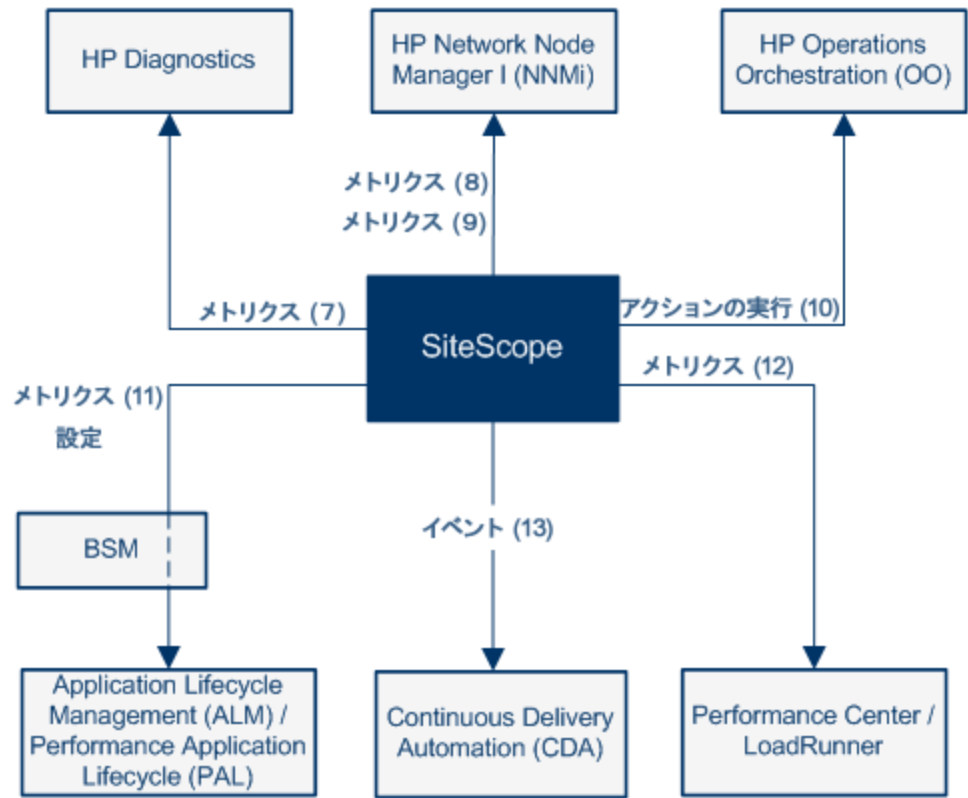 HP Diagnostics
HP Network Node
Manager I (NNMi)
HP Operations
Orchestration (OO)
メトリクス (8)
メトリクス (9)
メトリクス (7)
SiteScope
アクションの実行 (10)
メトリクス (11)
設定
メトリクス (12)
BSM
イベント (13)
Application Lifecycle
Management (ALM) /
Performance Application
Lifecycle (PAL)
Continuous Delivery
Automation (CDA)
Performance Center /
LoadRunner